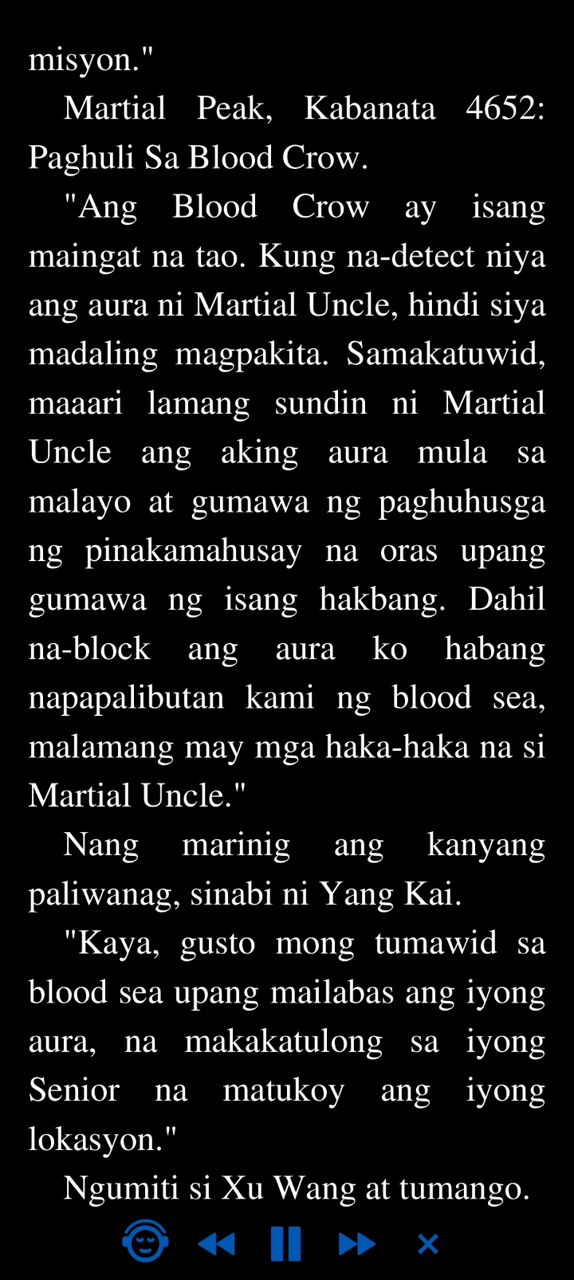 misyon."
Martial Peak, Kabanata 4652:
Paghuli Sa Blood Crow.
"Ang Blood Crow ay isang
maingat na tao. Kung na-detect niya
ang aura ni Martial Uncle, hindi siya
madaling magpakita. Samakatuwid,
maaari lamang sundin ni Martial
Uncle ang aking aura mula sa
malayo at gumawa ng paghuhusga
ng pinakamahusay na oras upang
gumawa ng isang hakbang. Dahil
na-block ang aura ko habang
napapalibutan kami ng blood sea,
malamang may mga haka-haka na si
Martial Uncle."
Nang marinig ang kanyang
paliwanag, sinabi ni Yang Kai.
"Kaya, gusto mong tumawid sa
blood sea upang mailabas ang iyong
aura, na makakatulong sa iyong
Senior na matukoy ang iyong
lokasyon."
Ngumiti si Xu Wang at tumango.